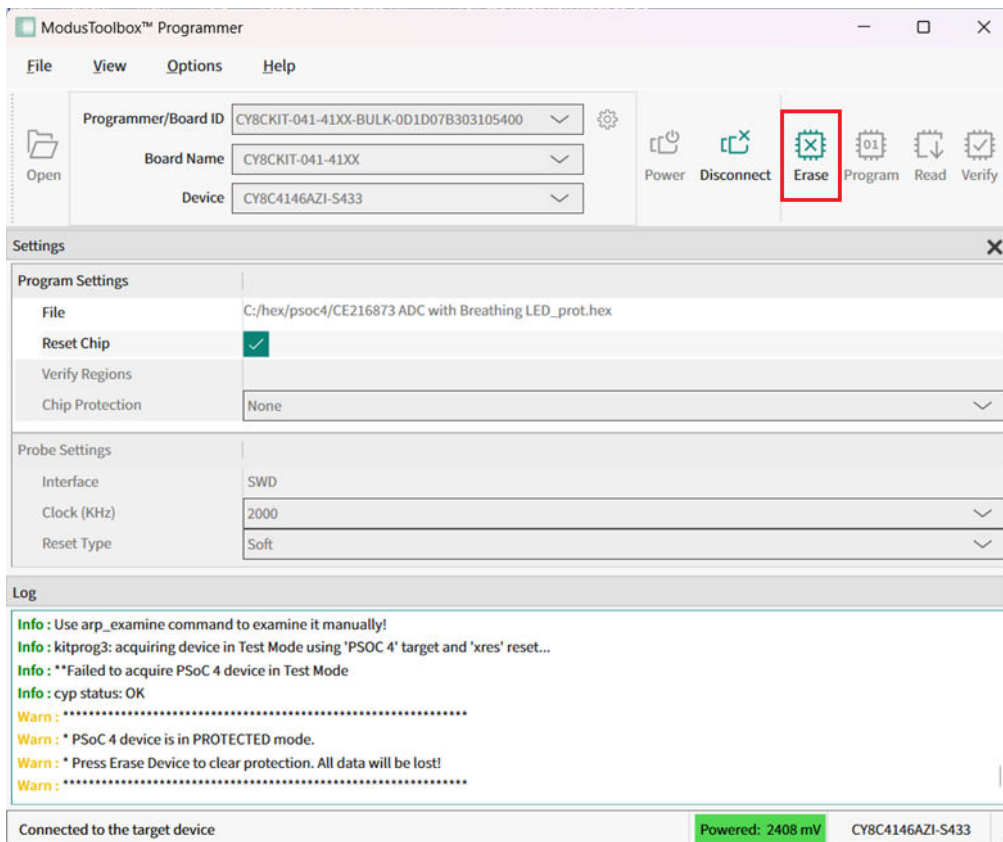 ModusToolbox™ Programmer
File View Options Help
Open
Programmer/Board ID CY8CKIT-041-41XX-BULK-0D1D07B303105400
Board Name CY8CKIT-041-41XX
Device CY8C4146AZI-S433
Power Disconnect Erase Program Read Verify
01
Settings
Program Settings
File C:/hex/psoc4/CE216873 ADC with Breathing LED_prot.hex
Reset Chip
Verify Regions
Chip Protection None
Probe Settings
Interface SWD
Clock (KHz) 2000
Reset Type Soft
Log
Info : Use arp_examine command to examine it manually!
Info : kitprog3: acquiring device in Test Mode using 'PSOC 4' target and 'xres' reset...
Info : **Failed to acquire PSoC 4 device in Test Mode
Info : cyp status: OK
Warn : *****************************************************************
Warn : * PSoC 4 device is in PROTECTED mode.
Warn : * Press Erase Device to clear protection. All data will be lost!
Warn : *****************************************************************
Connected to the target device Powered: 2408 mV CY8C4146AZI-S433